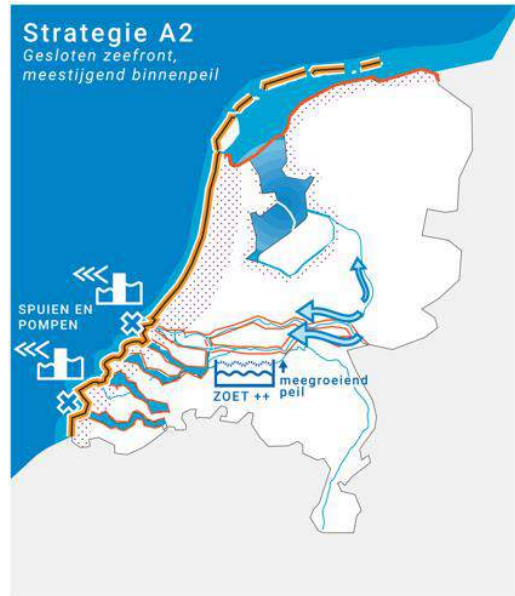 Strategie A2
Gesloten zeefront,
meestijgend binnenpeil
SPUIEN EN
POMPEN
meegroeiend
peil
ZOET ++